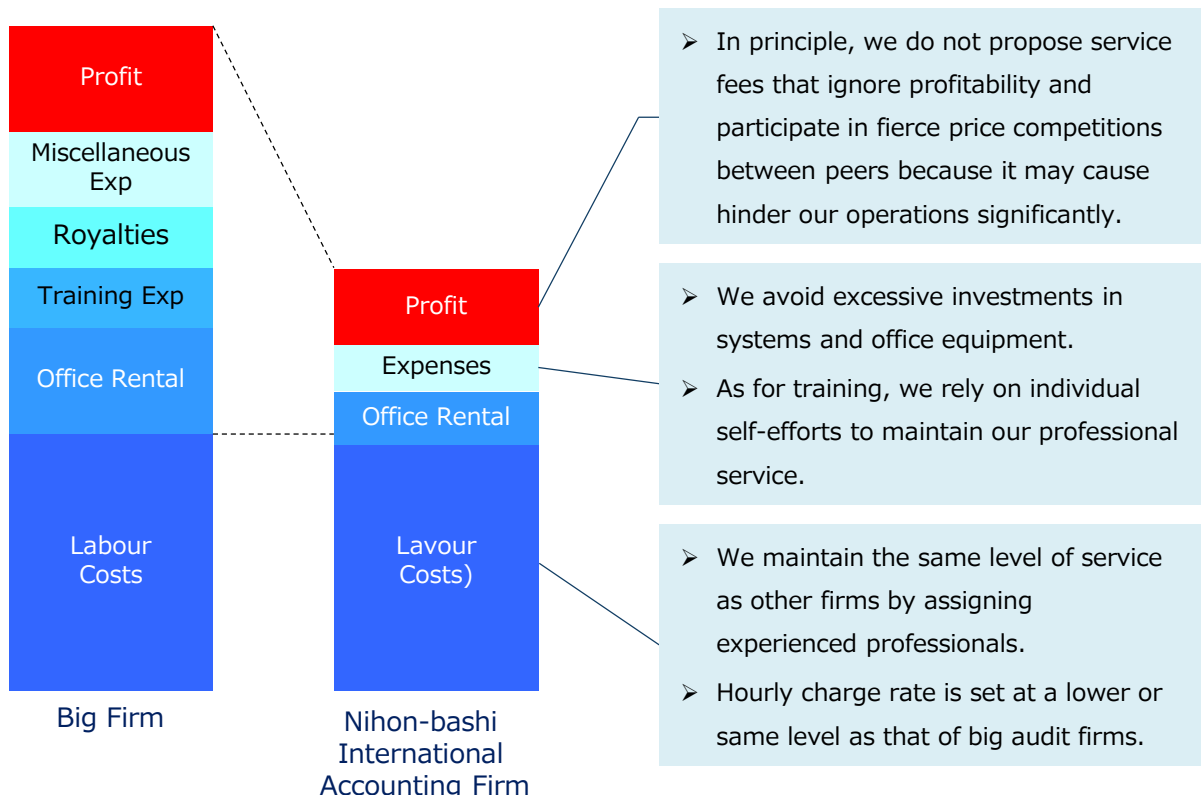 Profit
Miscellaneous
Exp
Royalties
Training Exp
Office Rental
Labour
Costs
Big Firm
Profit
Expenses
Office Rental
Lavour
Costs)
Nihon-bashi
International
Accounting Firm
➢ In principle, we do not propose service
fees that ignore profitability and
participate in fierce price competitions
between peers because it may cause
hinder our operations significantly.
➢ We avoid excessive investments in
systems and office equipment.
➢ As for training, we rely on individual
self-efforts to maintain our professional
service.
➢ We maintain the same level of service
as other firms by assigning
experienced professionals.
➢ Hourly charge rate is set at a lower or
same level as that of big audit firms.